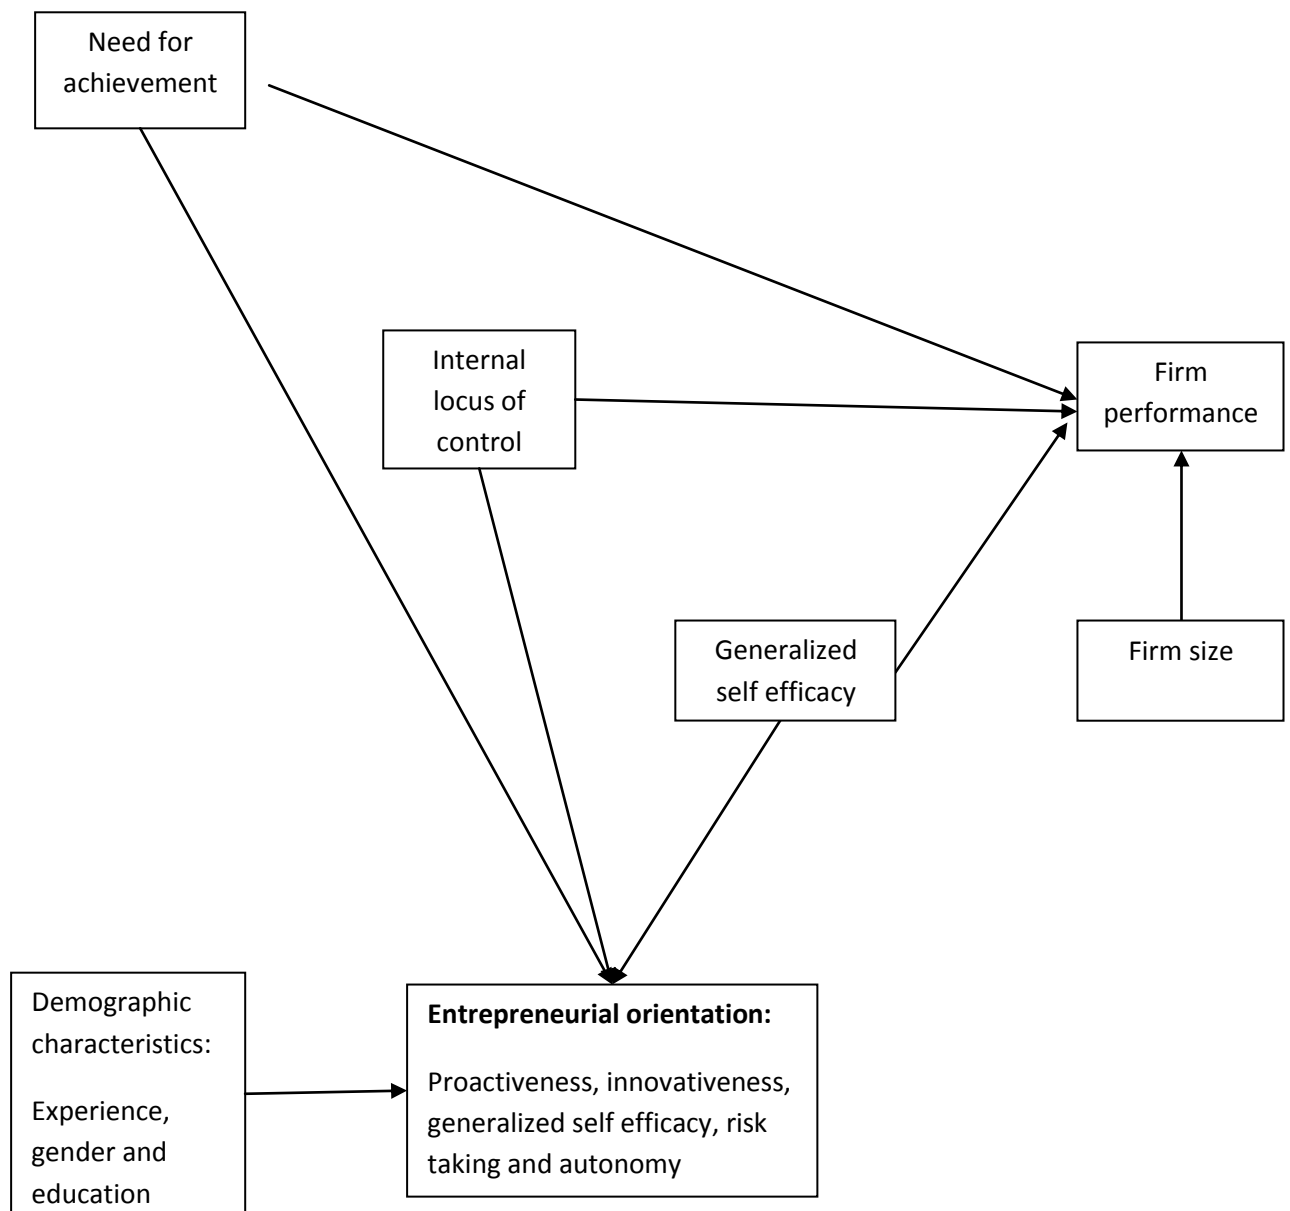 Need for
achievement
Internal
locus of
control
Firm
performance
Generalized
self efficacy
Firm size
Demographic
characteristics:
Experience,
gender and
education
Entrepreneurial orientation:
Proactiveness, innovativeness,
generalized self efficacy, risk
taking and autonomy